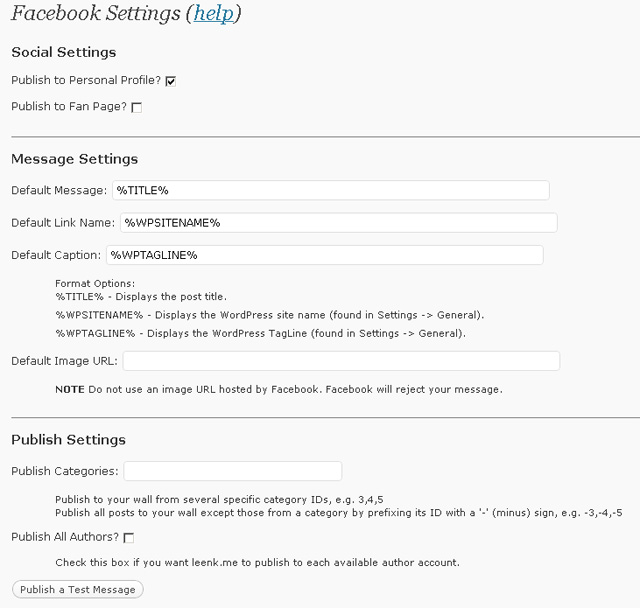 Facebook Settings (help)
Social Settings
Publish to Personal Profile?
Publish to Fan Page?
Message Settings
Default Message: %TITLE%
Default Link Name: %WPSITENAME%
Default Caption: %WPTAGLINE%
Format Options:
%TITLE% - Displays the post title.
%WPSITENAME% - Displays the WordPress site name (found in Settings -> General).
%WPTAGLINE% - Displays the WordPress TagLine (found in Settings -> General).
Default Image URL:
NOTE Do not use an image URL hosted by Facebook. Facebook will reject your message.
Publish Settings
Publish Categories:
Publish to your wall from several specific category IDs, e.g. 3,4,5
Publish all posts to your wall except those from a category by prefixing its ID with a '-' (minus) sign, e.g. -3,-4,-5
Publish All Authors?
Check this box if you want leenk.me to publish to each available author account.
Publish a Test Message